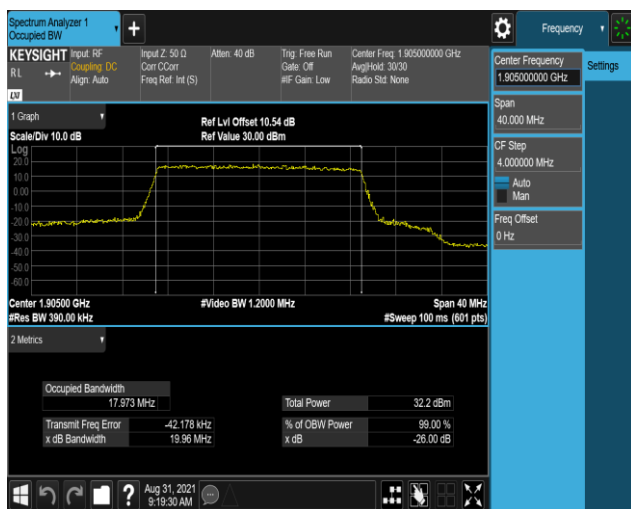 Spectrum Analyzer 1
Occupied BW
+
Frequency
KEYSIGHT
RL
LXI
Input: RF
Coupling: DC
Align: Auto
Input Z: 50 Ω
Corr CCorr
Freq Ref: Int (S)
Atten: 40 dB
Trig: Free Run
Gate: Off
#IF Gain: Low
Center Freq: 1.905000000 GHz
Avg|Hold: 30/30
Radio Std: None
Center Frequency
1.905000000 GHz
Settings
Span
40.000 MHz
CF Step
4.000000 MHz
Auto
Man
Freq Offset
0 Hz
1 Graph
Scale/Div 10.0 dB
Ref Lvl Offset 10.54 dB
Ref Value 30.00 dBm
Log
20.0
10.0
0.00
-10.0
-20.0
-30.0
-40.0
-50.0
-60.0
Center 1.90500 GHz
#Res BW 390.00 kHz
#Video BW 1.2000 MHz
Span 40 MHz
#Sweep 100 ms (601 pts)
2 Metrics
Occupied Bandwidth
17.973 MHz
Transmit Freq Error -42.178 kHz
x dB Bandwidth 19.96 MHz
Total Power 32.2 dBm
% of OBW Power 99.00 %
x dB -26.00 dB
?
Aug 31, 2021
9:19:30 AM